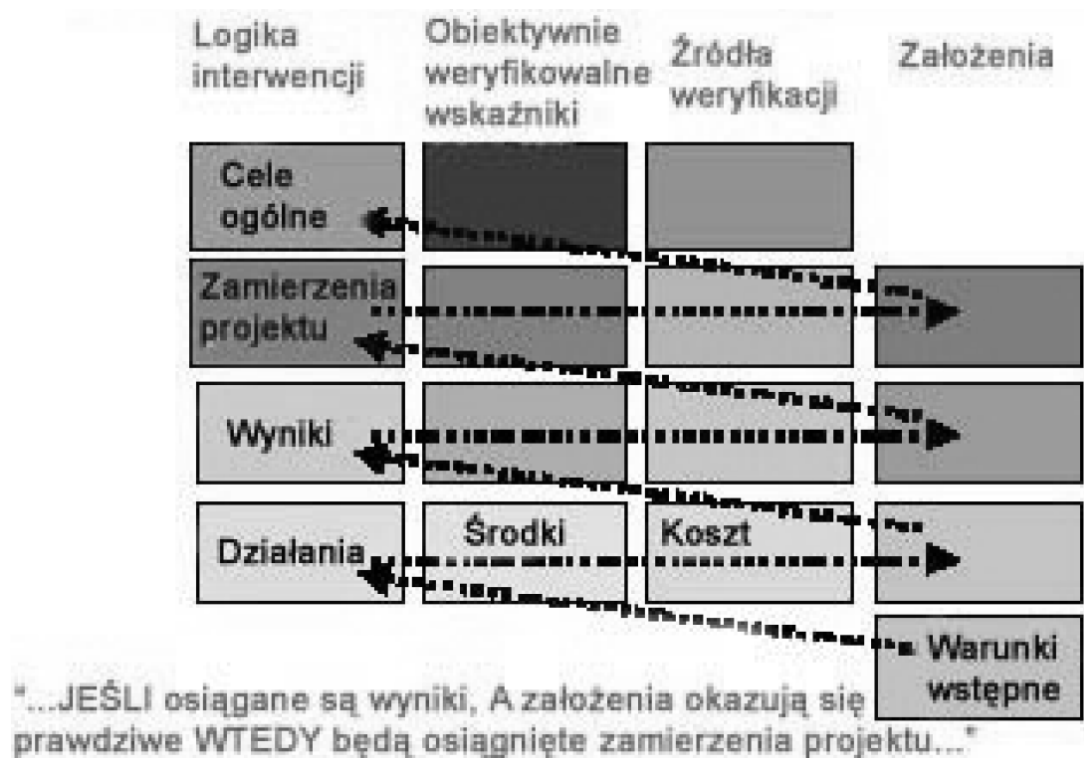 Logika
interwencji
Obiektywnie
weryfikowalne
wskaźniki
Źródła
weryfikacji
Założenia
Cele
ogólne
Zamierzenia
projektu
Wyniki
Działania
Środki
Koszt
Warunki
wstępne
"...JEŚLI osiągane są wyniki, A założenia okazują się
prawdziwe WTEDY będą osiągnięte zamierzenia projektu..."